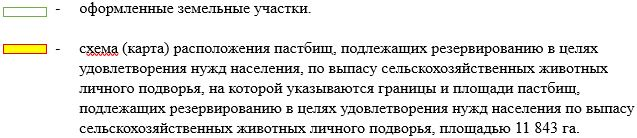 - оформленные земельные участки.
- схема (карта) расположения пастбищ, подлежащих резервированию в целях
удовлетворения нужд населения, по выпасу сельскохозяйственных животных
личного подворья, на которой указываются границы и площади пастбищ,
подлежащих резервированию в целях удовлетворения нужд населения по выпасу
сельскохозяйственных животных личного подворья, площадью 11 843 га.